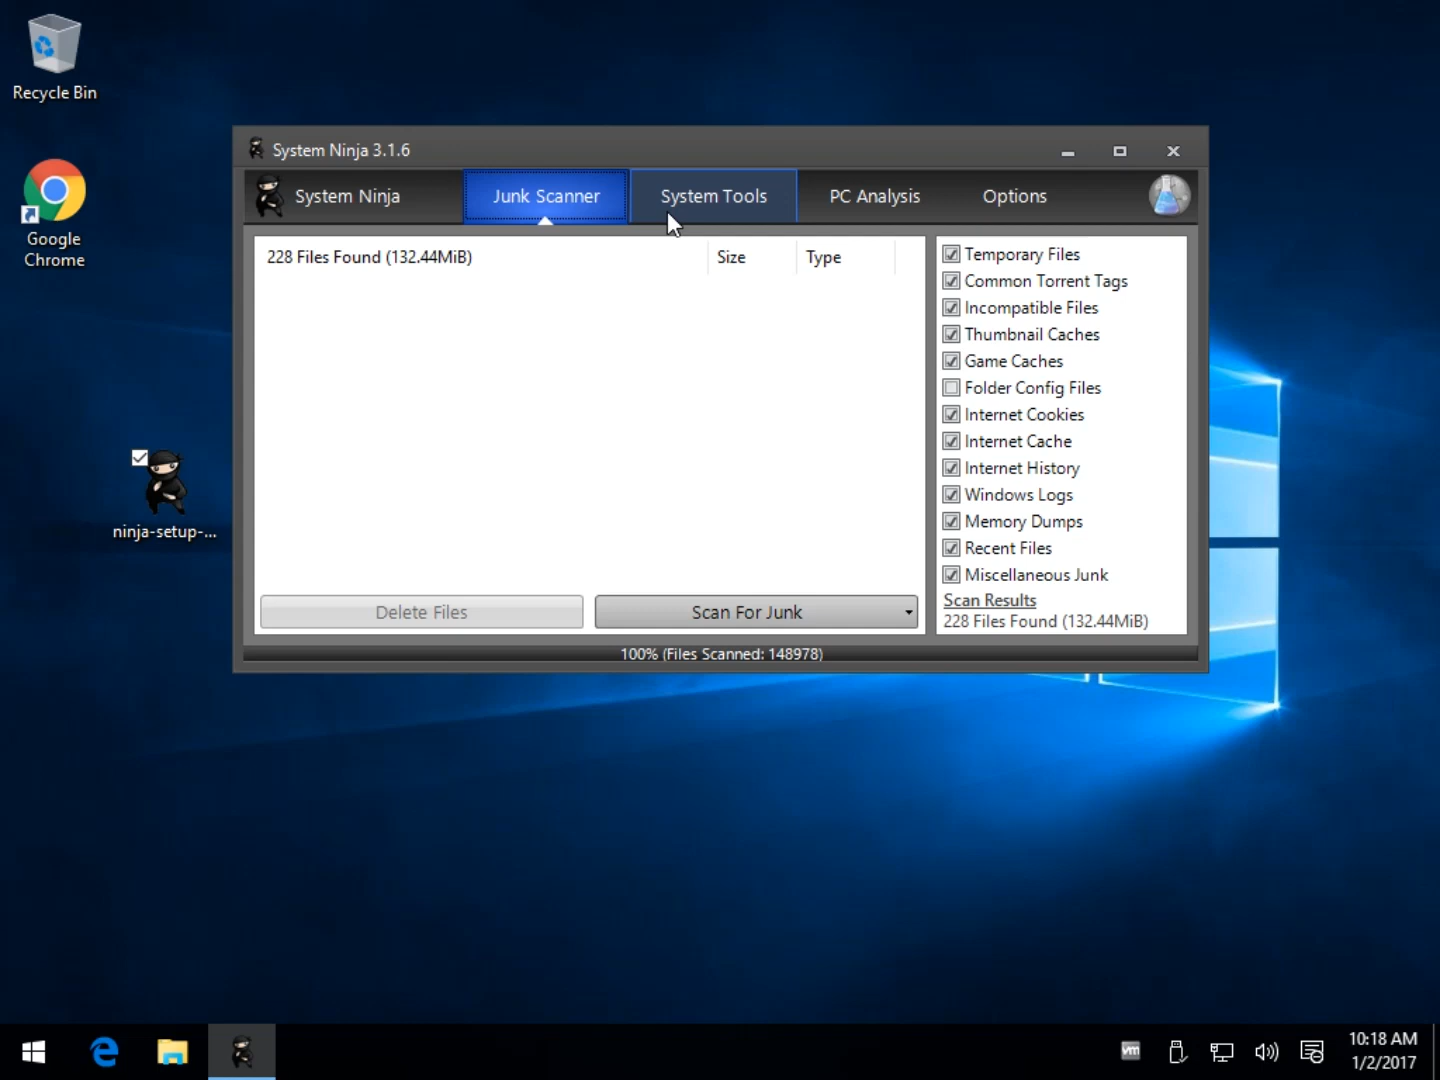 Recycle Bin
Google
Chrome
ninja-setup-...
System Ninja 3.1.6
System Ninja
Junk Scanner
System Tools
PC Analysis
Options
228 Files Found (132.44MiB)
Size
Type
Temporary Files
Common Torrent Tags
Incompatible Files
Thumbnail Caches
Game Caches
Folder Config Files
Internet Cookies
Internet Cache
Internet History
Windows Logs
Memory Dumps
Recent Files
Miscellaneous Junk
Scan Results
228 Files Found (132.44MiB)
Delete Files
Scan For Junk
100% (Files Scanned: 148978)
vm
10:18 AM
1/2/2017